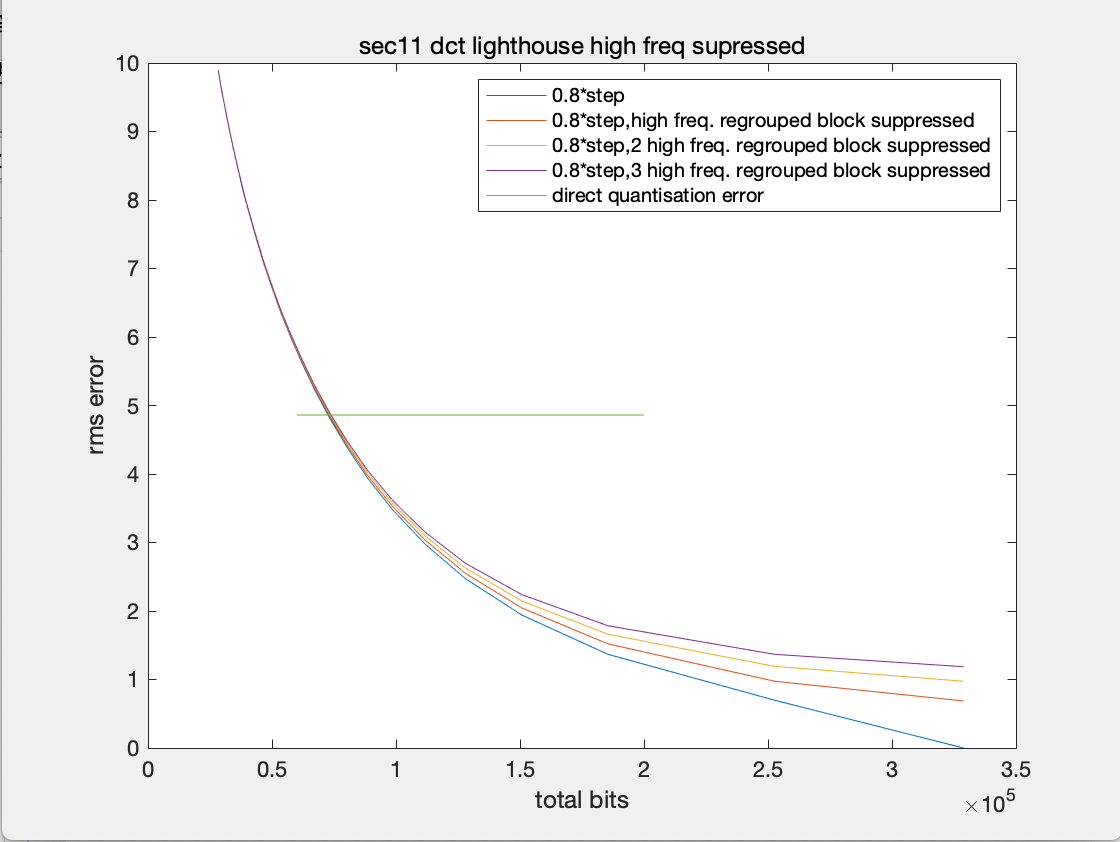 sec11 dct lighthouse high freq supressed
10
9
8
7
6
5
4
3
2
1
0
rms error
0.8*step
0.8*step,high freq. regrouped block suppressed
0.8*step,2 high freq. regrouped block suppressed
0.8*step,3 high freq. regrouped block suppressed
direct quantisation error
0 0.5 1 1.5 2 2.5 3 3.5
total bits
×10⁵